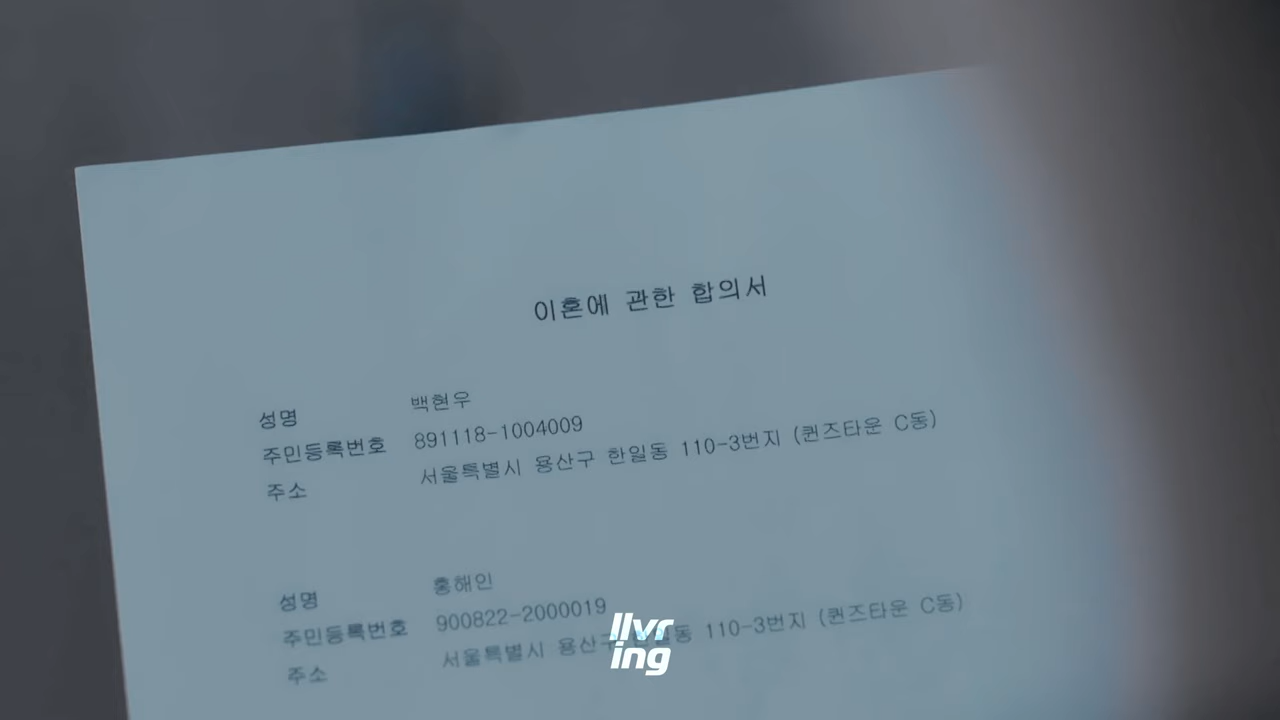 이혼에 관한 합의서
성명 백현우
주민등록번호 891118-1004009
주소 서울특별시 용산구 한일동 110-3번지 (퀸즈타운 C동)
성명 홍해인
주민등록번호 900822-2000019
주소 서울특별시 용산구 한일동 110-3번지 (퀸즈타운 C동)
llvr
ing